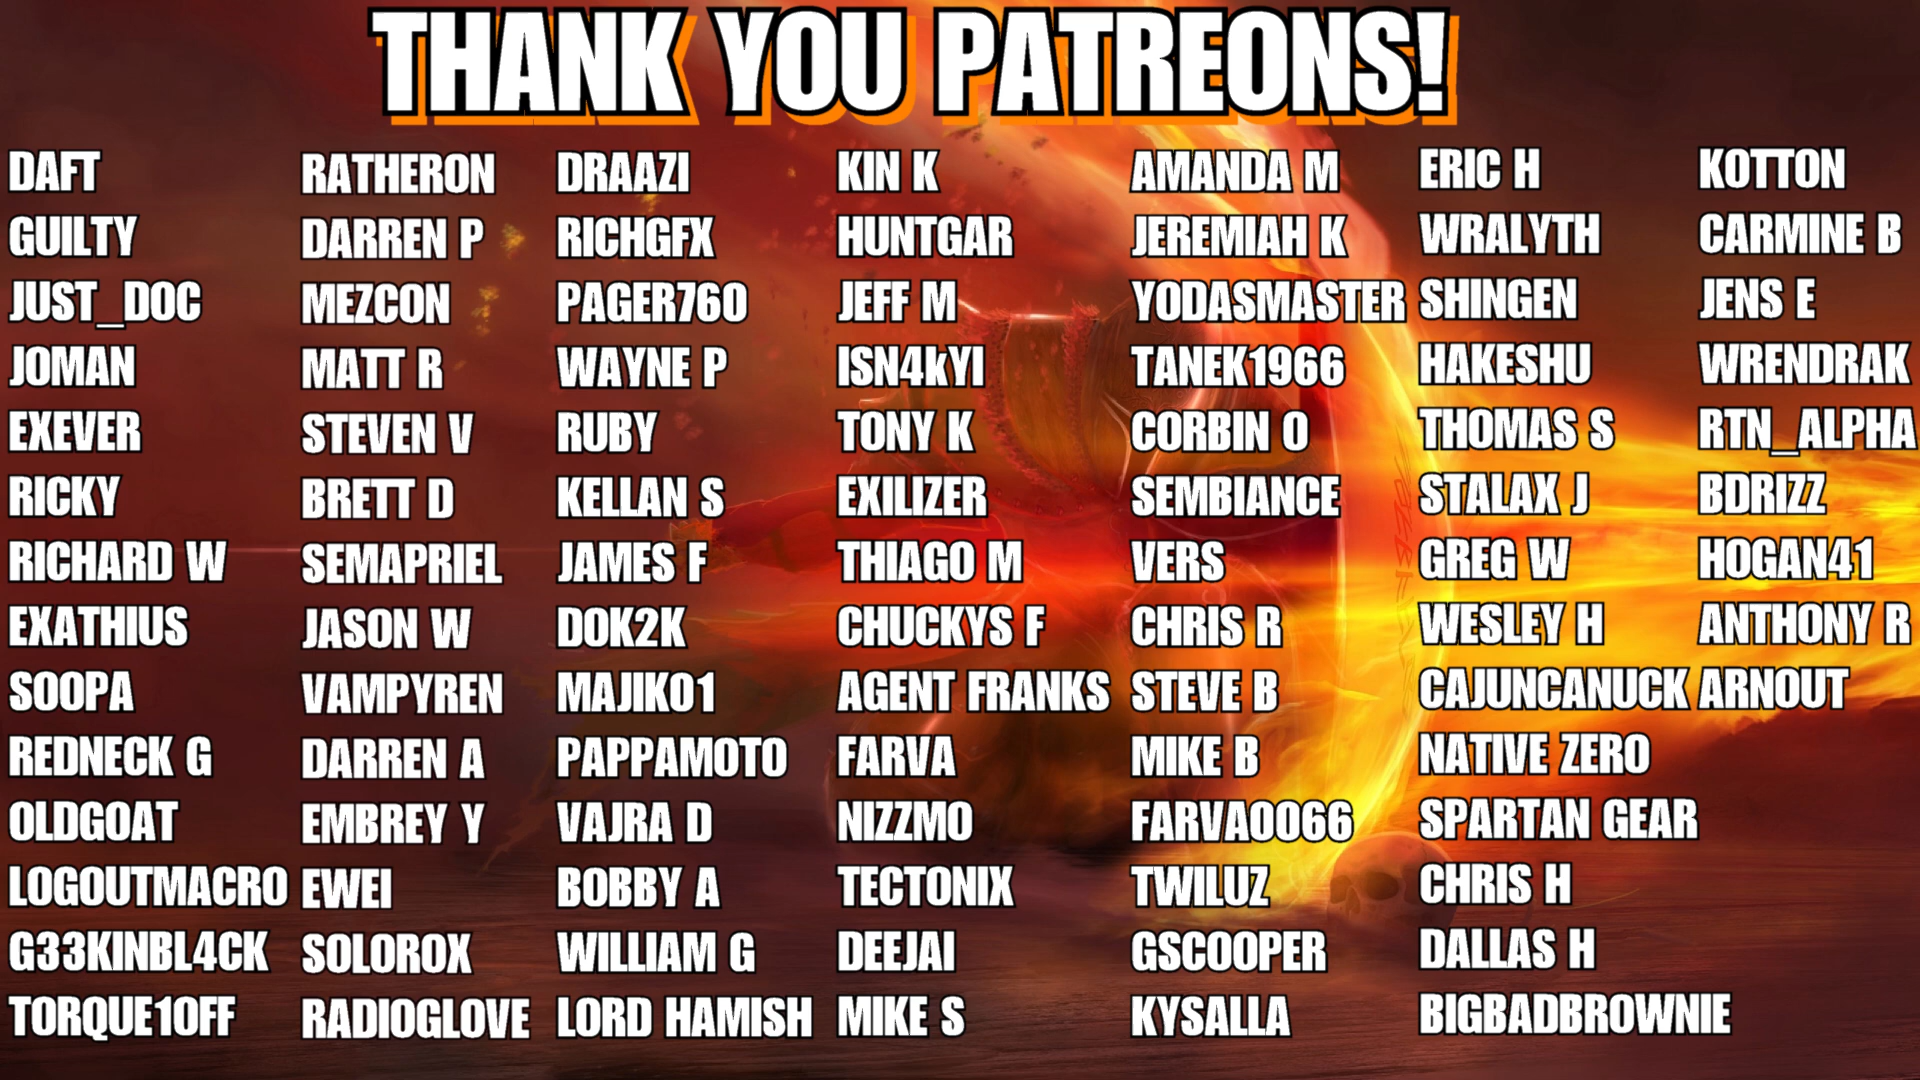 THANK YOU PATREONS!
DAFT
GUILTY
JUST_DOC
JOMAN
EXEVER
RICKY
RICHARD W
EXATHIUS
SOOPA
REDNECK G
OLDGOAT
LOGOUTMACRO
G33KINBL4CK
TORQUE10FF
RATHERON
DARREN P
MEZCON
MATT R
STEVEN V
BRETT D
SEMAPRIEL
JASON W
VAMPYREN
DARREN A
EMBREY Y
EWEI
SOLOROX
RADIOGLOVE
DRAAZI
RICHGFX
PAGER760
WAYNE P
RUBY
KELLAN S
JAMES F
DOK2K
MAJIK01
PAPPAMOTO
VAJRA D
BOBBY A
WILLIAM G
LORD HAMISH
KIN K
HUNTGAR
JEFF M
ISN4kYI
TONY K
EXILIZER
THIAGO M
CHUCKYS F
AGENT FRANKS
FARVA
NIZZMO
TECTONIX
DEEJAI
MIKE S
AMANDA M
JEREMIAH K
YODASMASTER
TANEK1966
CORBIN O
SEMBIANCE
VERS
CHRIS R
STEVE B
MIKE B
FARVA0066
TWILUZ
GSCOOPER
KYSALLA
ERIC H
WRALYTH
SHINGEN
HAKESHU
THOMAS S
STALAX J
GREG W
WESLEY H
CAJUNCANUCK
NATIVE ZERO
SPARTAN GEAR
CHRIS H
DALLAS H
BIGBADBROWNIE
KOTTON
CARMINE B
JENS E
WRENDRAK
RTN_ALPHA
BDRIZZ
HOGAN41
ANTHONY R
ARNOUT